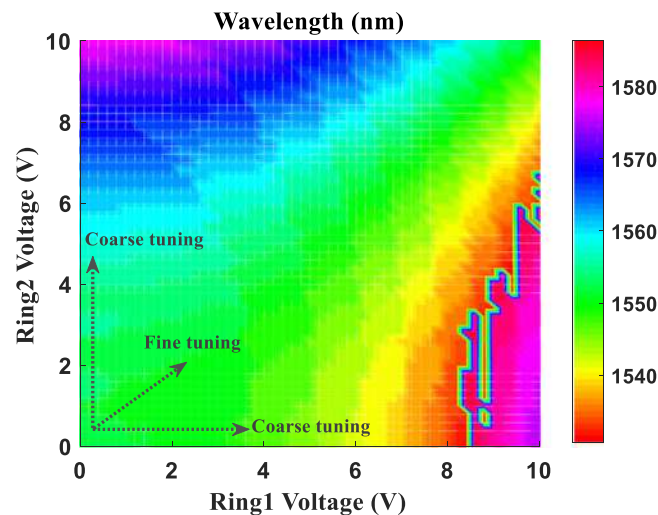 Wavelength (nm)
10
8
6
4
2
0
Ring2 Voltage (V)
Coarse tuning
Fine tuning
Coarse tuning
0
2
4
6
8
10
Ring1 Voltage (V)
1580
1570
1560
1550
1540